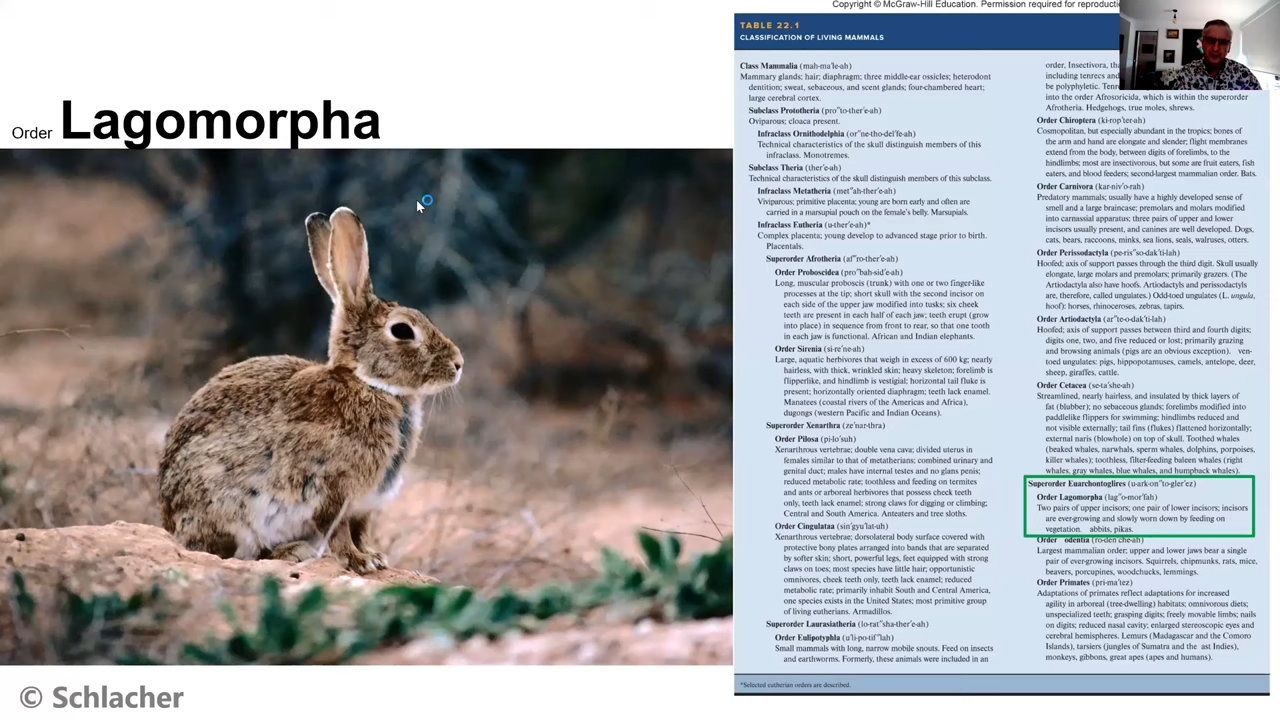 Copyright © McGraw-Hill Education. Permission required for
Order Lagomorpha
© Schlacher
TABLE 22.1
CLASSIFICATION OF LIVING MAMMALS
Class Mammalia (mah-ma'le-ah)
Mammary glands; hair; diaphragm; three middle-ear ossicles; heterodont
dentition; sweat, sebaceous, and scent glands; four-chambered heart;
large cerebral cortex.
Subclass Prototheria (pro"to-ther'e-ah)
Oviparous; cloaca present.
Infraclass Ornithodelphia (or"ne-tho-del'fe-ah)
Technical characteristics of the skull distinguish members of this
infraclass. Monotremes.
Subclass Theria (ther'e-ah)
Technical characteristics of the skull distinguish members of this subclass.
Infraclass Metatheria (met"ah-ther'e-ah)
Viviparous; primitive placenta; young are born early and often are
carried in a marsupial pouch on the female's belly. Marsupials.
Infraclass Eutheria (u-ther'e-ah)*
Complex placenta; young develop to advanced stage prior to birth.
Placentals.
Superorder Afrotheria (af"ro-ther'e-ah)
Order Proboscidea (pro"bah-sid'e-ah)
Long, muscular proboscis (trunk) with one or two finger-like
processes at the tip; short skull with the second incisor on
each side of the upper jaw modified into tusks; six cheek
teeth are present in each half of each jaw; teeth erupt (grow
into place) in sequence from front to rear, so that one tooth
in each jaw is functional. African and Indian elephants.
Order Sirenia (si-re'ne-ah)
Large, aquatic herbivores that weigh in excess of 600 kg; nearly
hairless, with thick, wrinkled skin; heavy skeleton; forelimb is
flipperlike, and hindlimb is vestigial; horizontal tail fluke is
present; horizontally oriented diaphragm; teeth lack enamel.
Manatees (coastal rivers of the Americas and Africa),
dugongs (western Pacific and Indian Oceans).
Superorder Xenarthra (ze'nar-thra)
Order Pilosa (pi-lo'suh)
Xenarthrous vertebrae; double vena cava; divided uterus in
females similar to that of metatherians; combined urinary and
genital duct; males have internal testes and no glans penis;
reduced metabolic rate; toothless and feeding on termites
and ants or arboreal herbivores that possess cheek teeth
only, teeth lack enamel; strong claws for digging or climbing;
Central and South America. Anteaters and tree sloths.
Order Cingulataa (sin'gyu'lat-uh)
Xenarthrous vertebrae; dorsolateral body surface covered with
protective bony plates arranged into bands that are separated
by softer skin; short, powerful legs, feet equipped with strong
claws on toes; most species have little hair; opportunistic
omnivores, cheek teeth only, teeth lack enamel; reduced
metabolic rate; primarily inhabit South and Central America,
one species exists in the United States; most primitive group
of living eutherians. Armadillos.
Superorder Laurasiatheria (lo-rat"sha-ther'e-ah)
Order Eulipotyphla (u'li-po-tif"lah)
Small mammals with long, narrow mobile snouts. Feed on insects
and earthworms. Formerly, these animals were included in an
order, Insectivora,
including tenrecs and
be polyphyletic.
into the order Afrosoricida, which is within the superorder
Afrotheria. Hedgehogs, true moles, shrews.
Order Chiroptera (ki-rop'ter-ah)
Cosmopolitan, but especially abundant in the tropics; bones of
the arm and hand are elongate and slender; flight membranes
extend from the body, between digits of forelimbs, to the
hindlimbs; most are insectivorous, but some are fruit eaters, fish
eaters, and blood feeders; second-largest mammalian order. Bats.
Order Carnivora (kar-niv'o-rah)
Predatory mammals; usually have a highly developed sense of
smell and a large braincase; premolars and molars modified
into carnassial apparatus; three pairs of upper and lower
incisors usually present, and canines are well developed. Dogs,
cats, bears, raccoons, minks, sea lions, seals, walruses, otters.
Order Perissodactyla (pe-ris"so-dak'ti-lah)
Hoofed; axis of support passes through the third digit. Skull usually
elongate, large molars and premolars; primarily grazers. (The
Artiodactyla also have hoofs. Artiodactyls and perissodactyls
are, therefore, called ungulates.) Odd-toed ungulates (L. ungula,
hoof): horses, rhinoceroses, zebras, tapirs.
Order Artiodactyla (ar"te-o-dak'ti-lah)
Hoofed; axis of support passes between third and fourth digits;
digits one, two, and five reduced or lost; primarily grazing
and browsing animals (pigs are an obvious exception). ven-
toed ungulates: pigs, hippopotamuses, camels, antelope, deer,
sheep, giraffes, cattle.
Order Cetacea (se-ta'she-ah)
Streamlined, nearly hairless, and insulated by thick layers of
fat (blubber); no sebaceous glands; forelimbs modified into
paddlelike flippers for swimming; hindlimbs reduced and
not visible externally; tail fins (flukes) flattened horizontally;
external naris (blowhole) on top of skull. Toothed whales
(beaked whales, narwhals, sperm whales, dolphins, porpoises,
killer whales); toothless, filter-feeding baleen whales (right
whales, gray whales, blue whales, and humpback whales).
Superorder Euarchontoglires (u-ark-on"to-gler'ez)
Order Lagomorpha (lag"o-mor'fah)
Two pairs of upper incisors; one pair of lower incisors; incisors
are ever-growing and slowly worn down by feeding on
vegetation. abbits, pikas.
Order odentia (ro-den'che-ah)
Largest mammalian order; upper and lower jaws bear a single
pair of ever-growing incisors. Squirrels, chipmunks, rats, mice,
beavers, porcupines, woodchucks, lemmings.
Order Primates (pri-ma'tez)
Adaptations of primates reflect adaptations for increased
agility in arboreal (tree-dwelling) habitats; omnivorous diets;
unspecialized teeth; grasping digits; freely movable limbs; nails
on digits; reduced nasal cavity; enlarged stereoscopic eyes and
cerebral hemispheres. Lemurs (Madagascar and the Comoro
Islands), tarsiers (jungles of Sumatra and the ast Indies),
monkeys, gibbons, great apes (apes and humans).
*Selected eutherian orders are described.